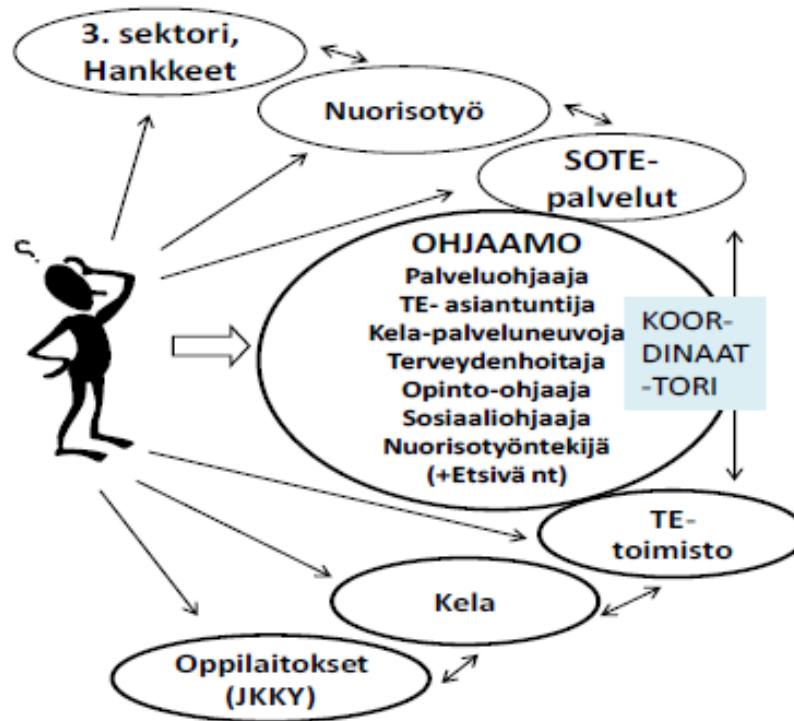 3. sektori,
Hankkeet
Nuorisotyö
SOTE-
palvelut
OHJAAMO
Palveluohjaaja
TE- asiantuntija
Kela-palveluneuvoja
Terveydenhoitaja
Opinto-ohjaaja
Sosiaaliohjaaja
Nuorisotyöntekijä
(+Etsivä nt)
KOOR-
DINAAT
-TORI
TE-
toimisto
Kela
Oppilaitokset
(JKKY)